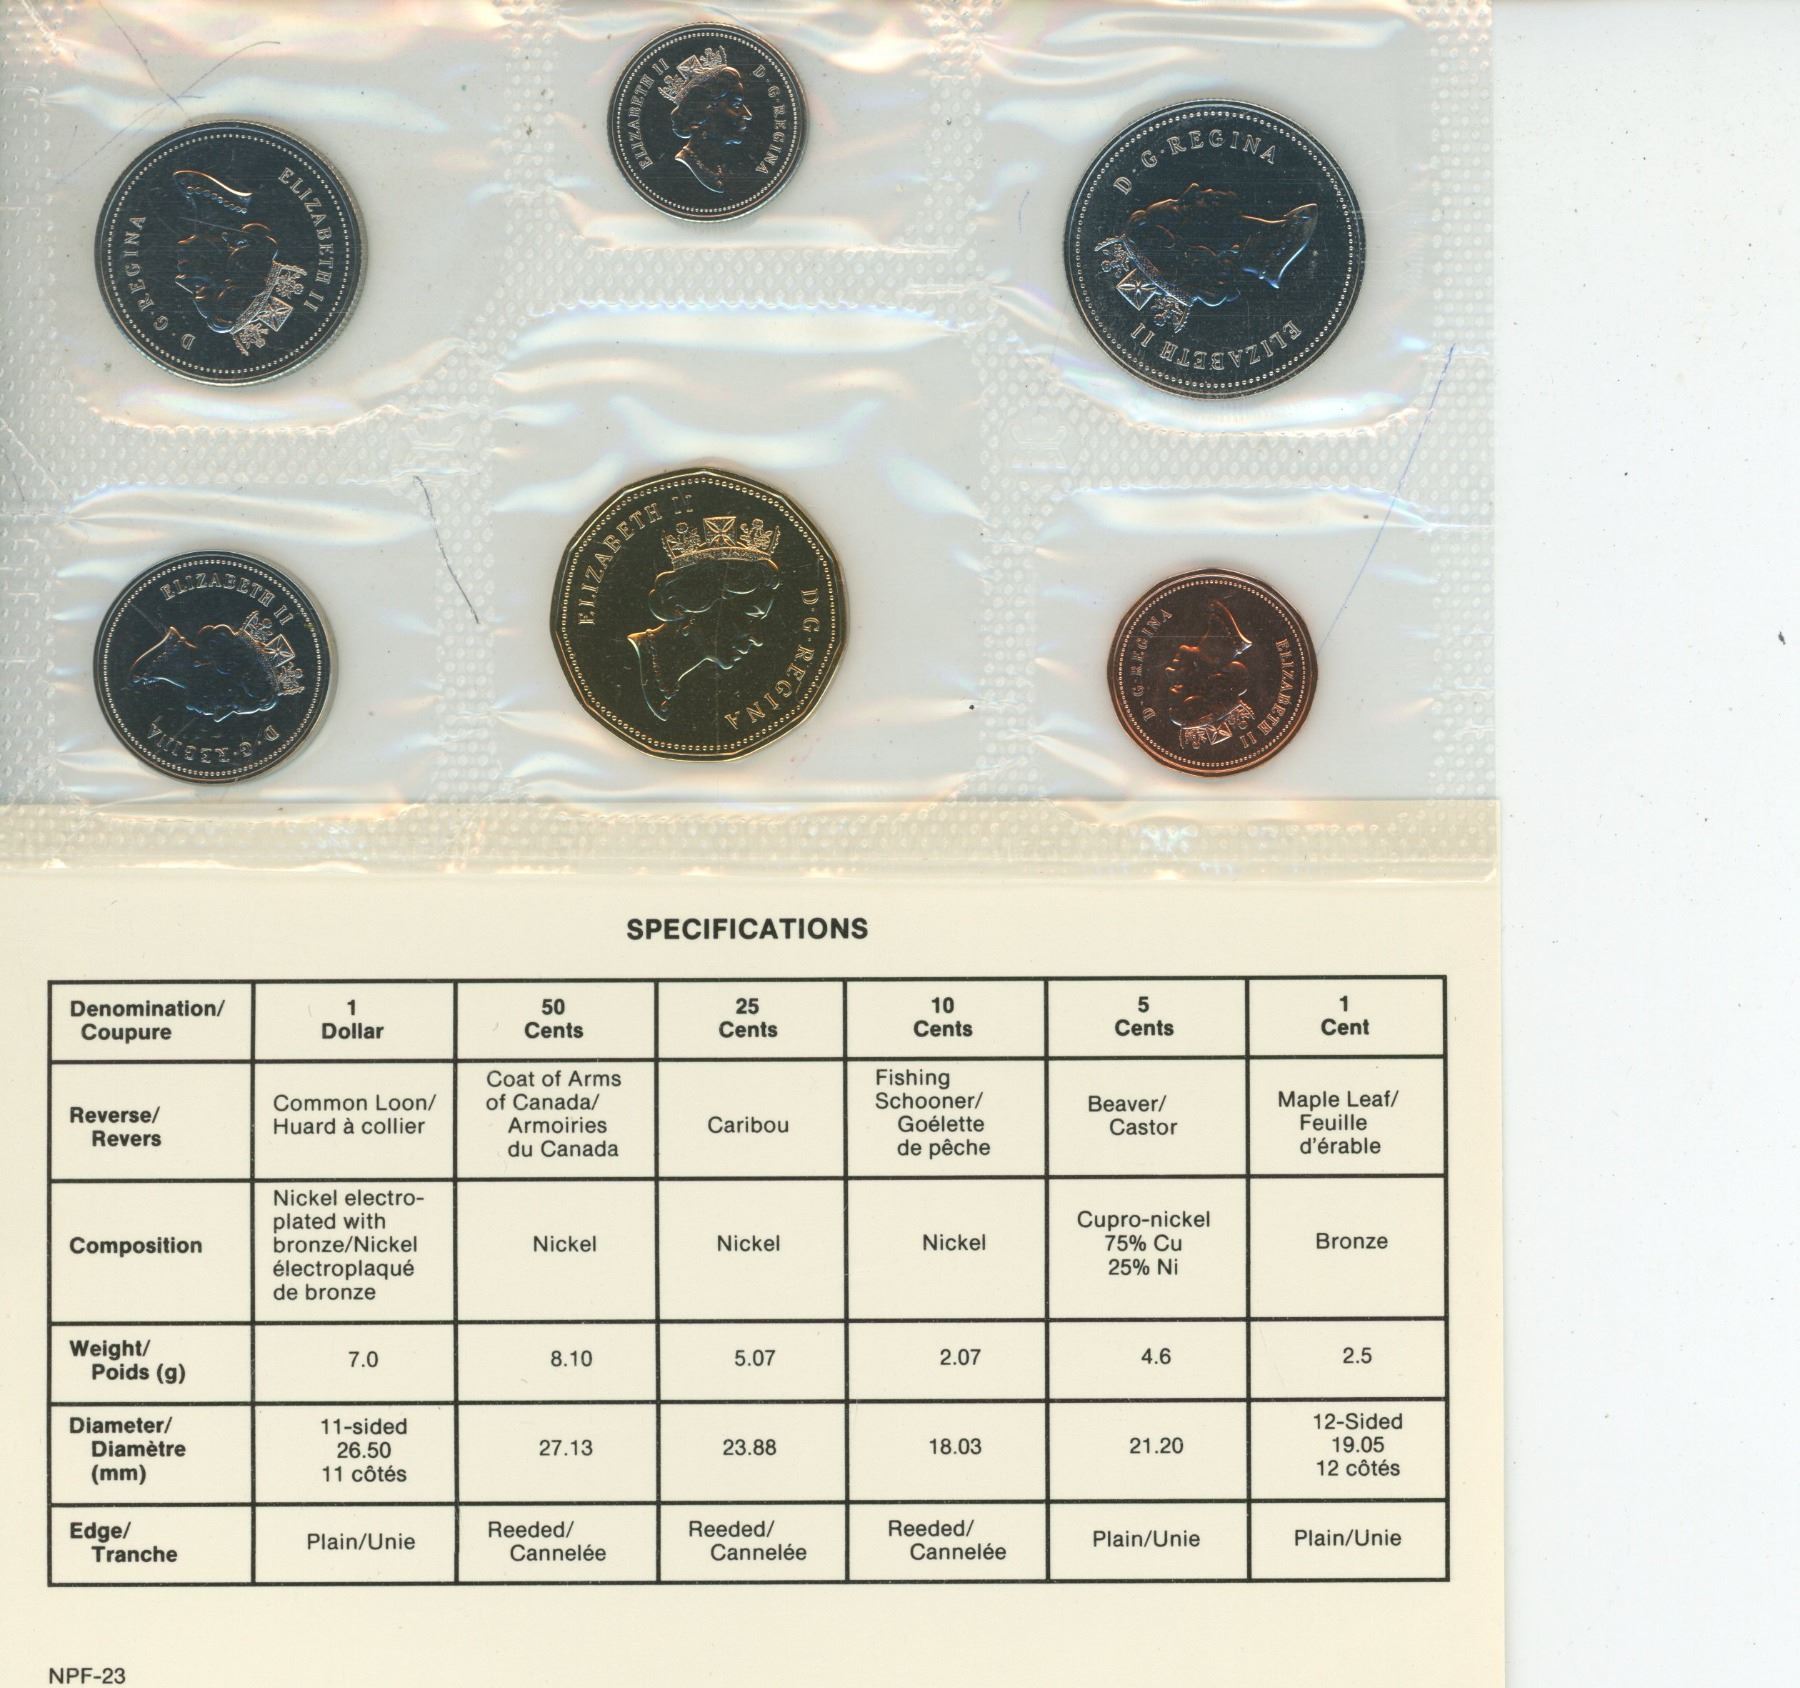 ELIZABETH II D·G·REGINA
ELIZABETH II D·G·REGINA
ELIZABETH II D·G·REGINA
ELIZABETH II D·G·REGINA
ELIZABETH II D·G·REGINA
ELIZABETH II D·G·REGINA
SPECIFICATIONS
Denomination/ 1 50 25 10 5 1
Coupure Dollar Cents Cents Cents Cents Cent
Reverse/
Revers
Common Loon/
Huard à collier
Coat of Arms
of Canada/
Armoiries
du Canada
Caribou
Fishing
Schooner/
Goélette
de pêche
Beaver/
Castor
Maple Leaf/
Feuille
d'érable
Composition
Nickel electro-
plated with
bronze/Nickel
électroplaqué
de bronze
Nickel
Nickel
Nickel
Cupro-nickel
75% Cu
25% Ni
Bronze
Weight/
Poids (g)
7.0
8.10
5.07
2.07
4.6
2.5
Diameter/
Diamètre
(mm)
11-sided
26.50
11 côtés
27.13
23.88
18.03
21.20
12-Sided
19.05
12 côtés
Edge/
Tranche
Plain/Unie
Reeded/
Cannelée
Reeded/
Cannelée
Reeded/
Cannelée
Plain/Unie
Plain/Unie
NPF-23